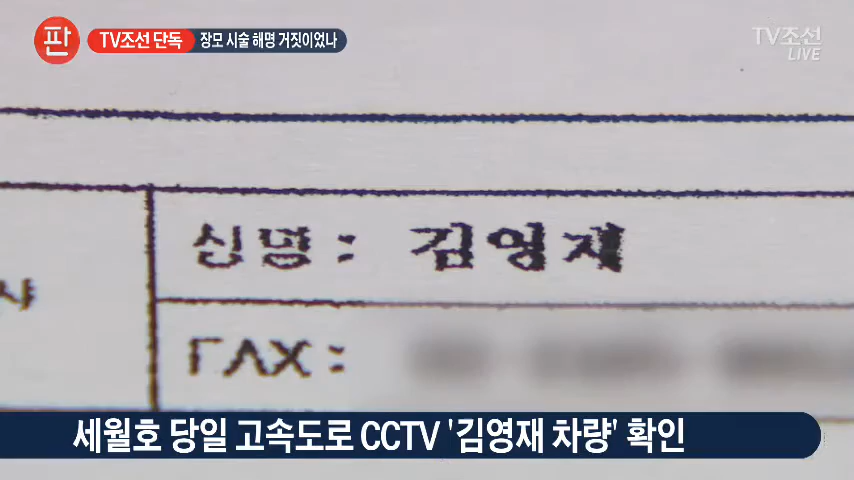 판 TV조선 단독 장모 시술 해명 거짓이었나
TV조선
LIVE
신명: 김영재
사
FAX:
세월호 당일 고속도로 CCTV '김영재 차량' 확인